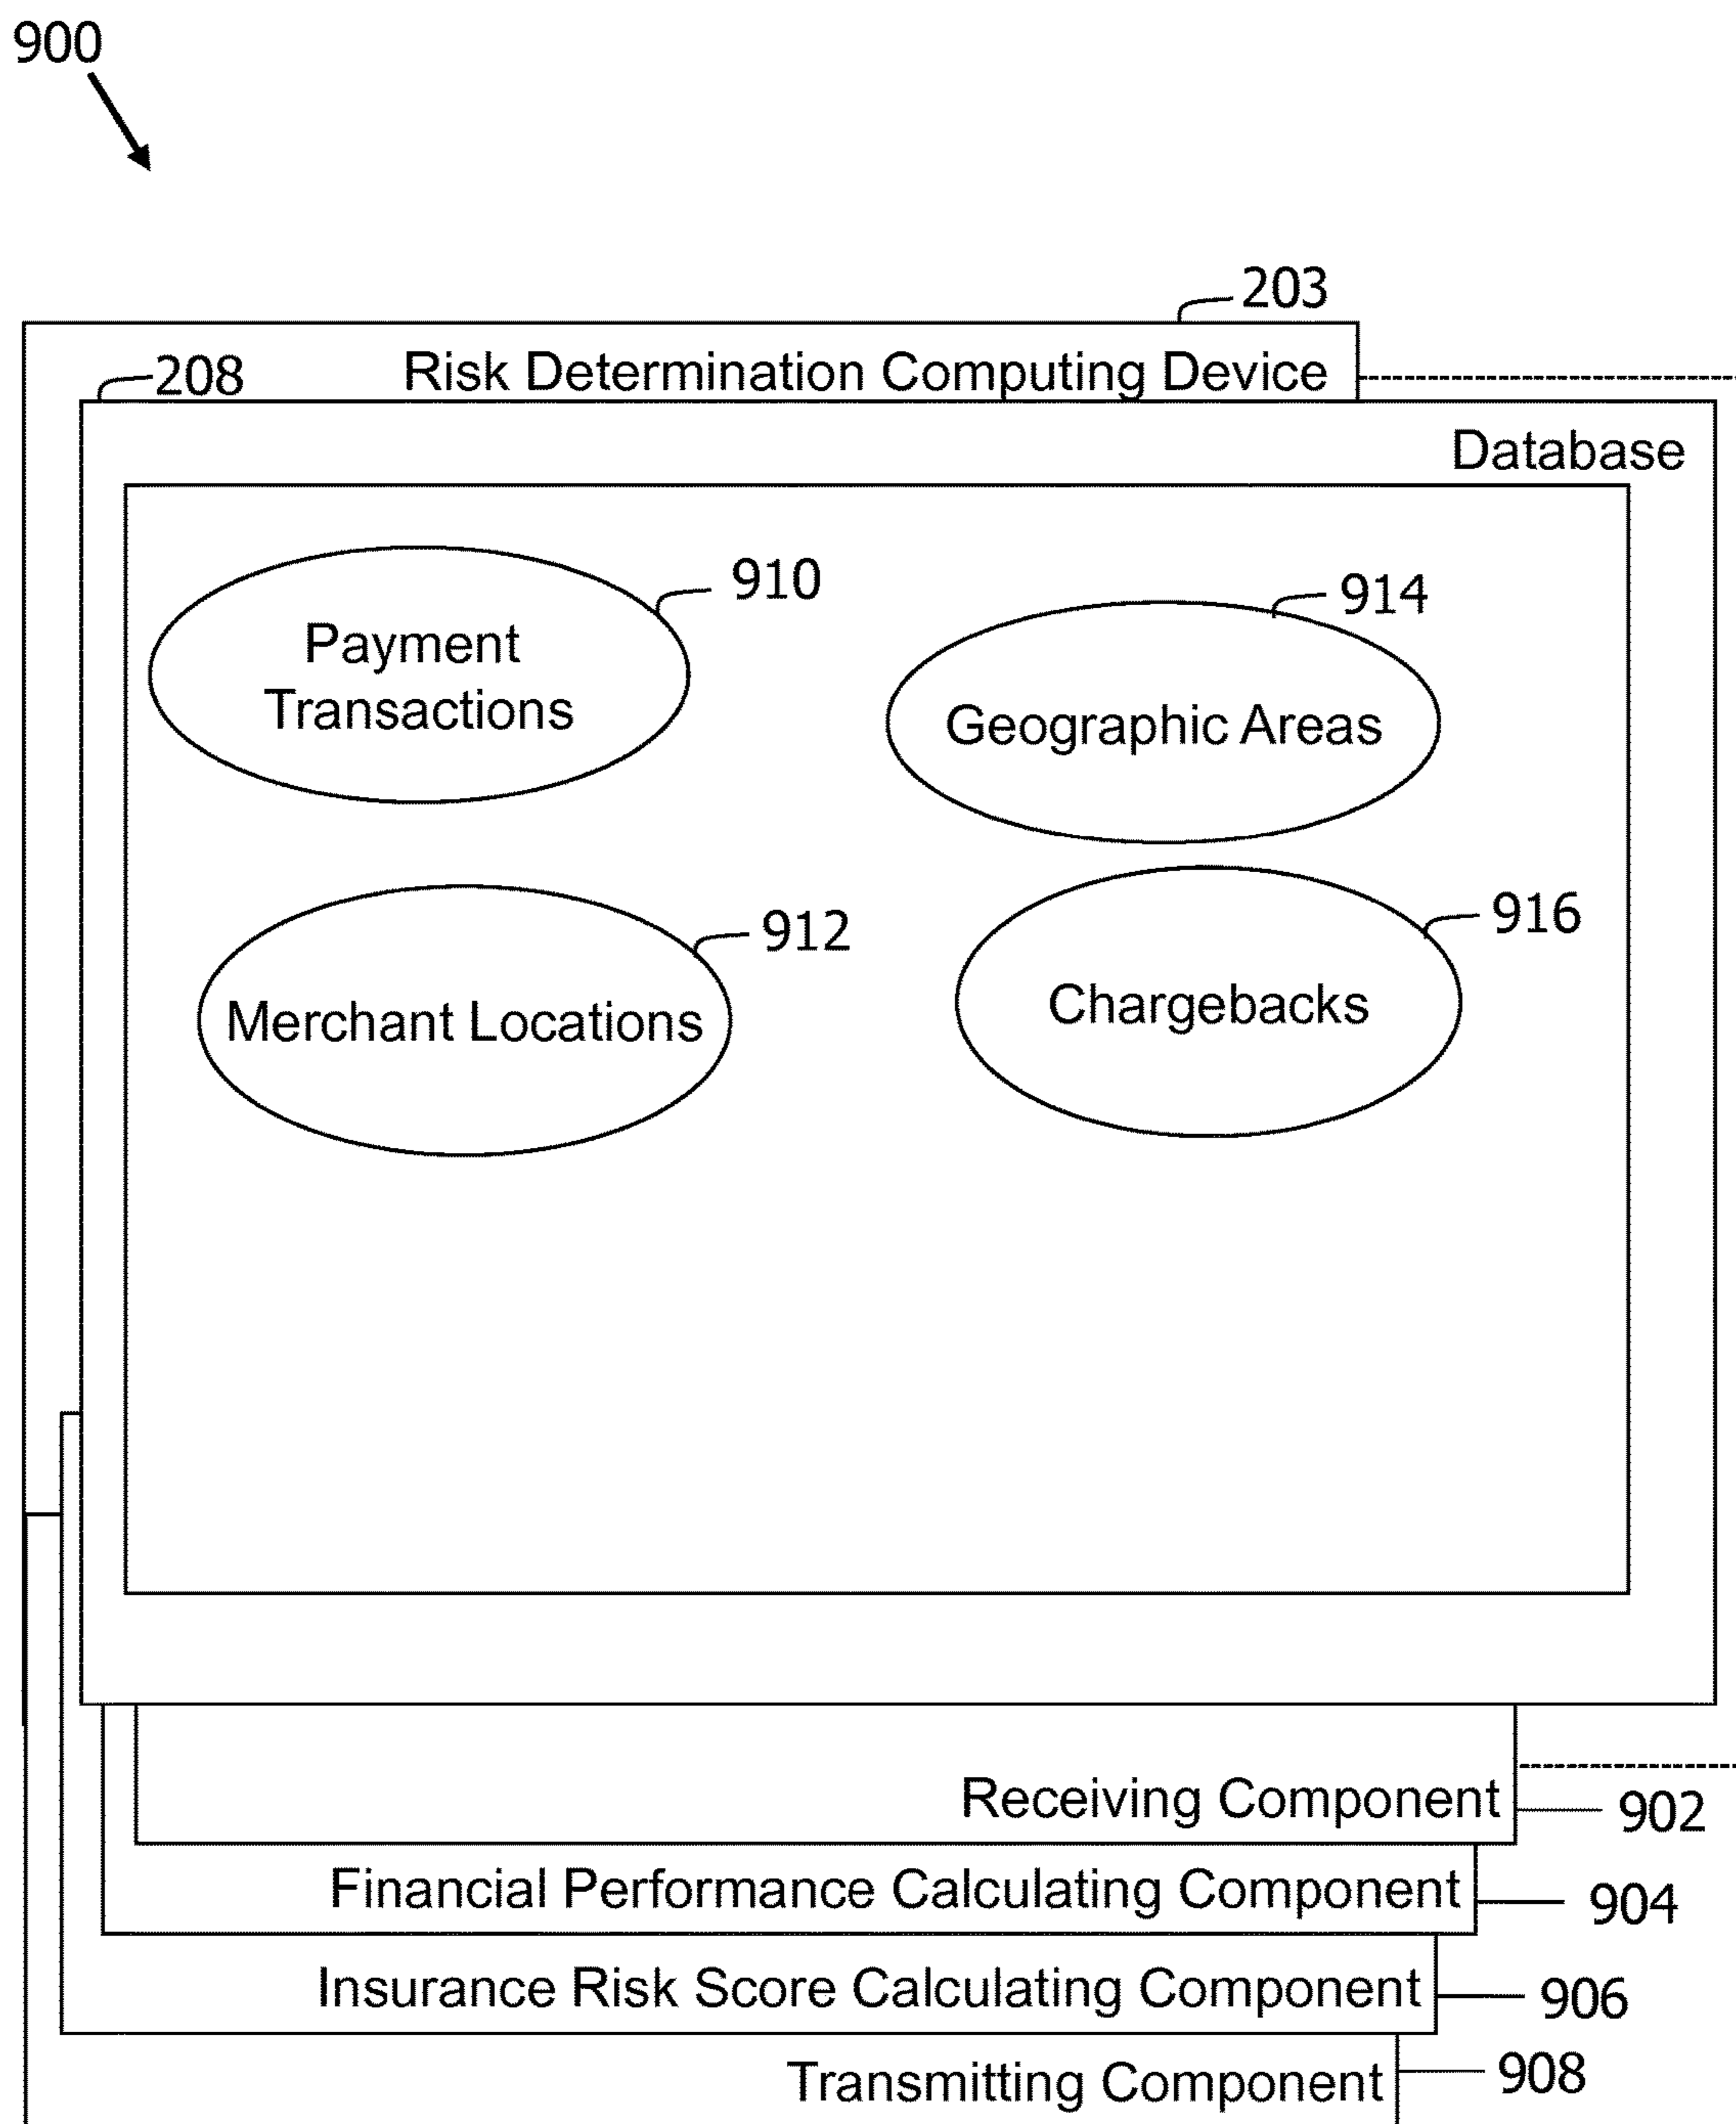 900
203
208
Risk Determination Computing Device
Database
910
Payment
Transactions
914
Geographic Areas
912
Merchant Locations
916
Chargebacks
Receiving Component
902
Financial Performance Calculating Component
904
Insurance Risk Score Calculating Component
906
Transmitting Component
908